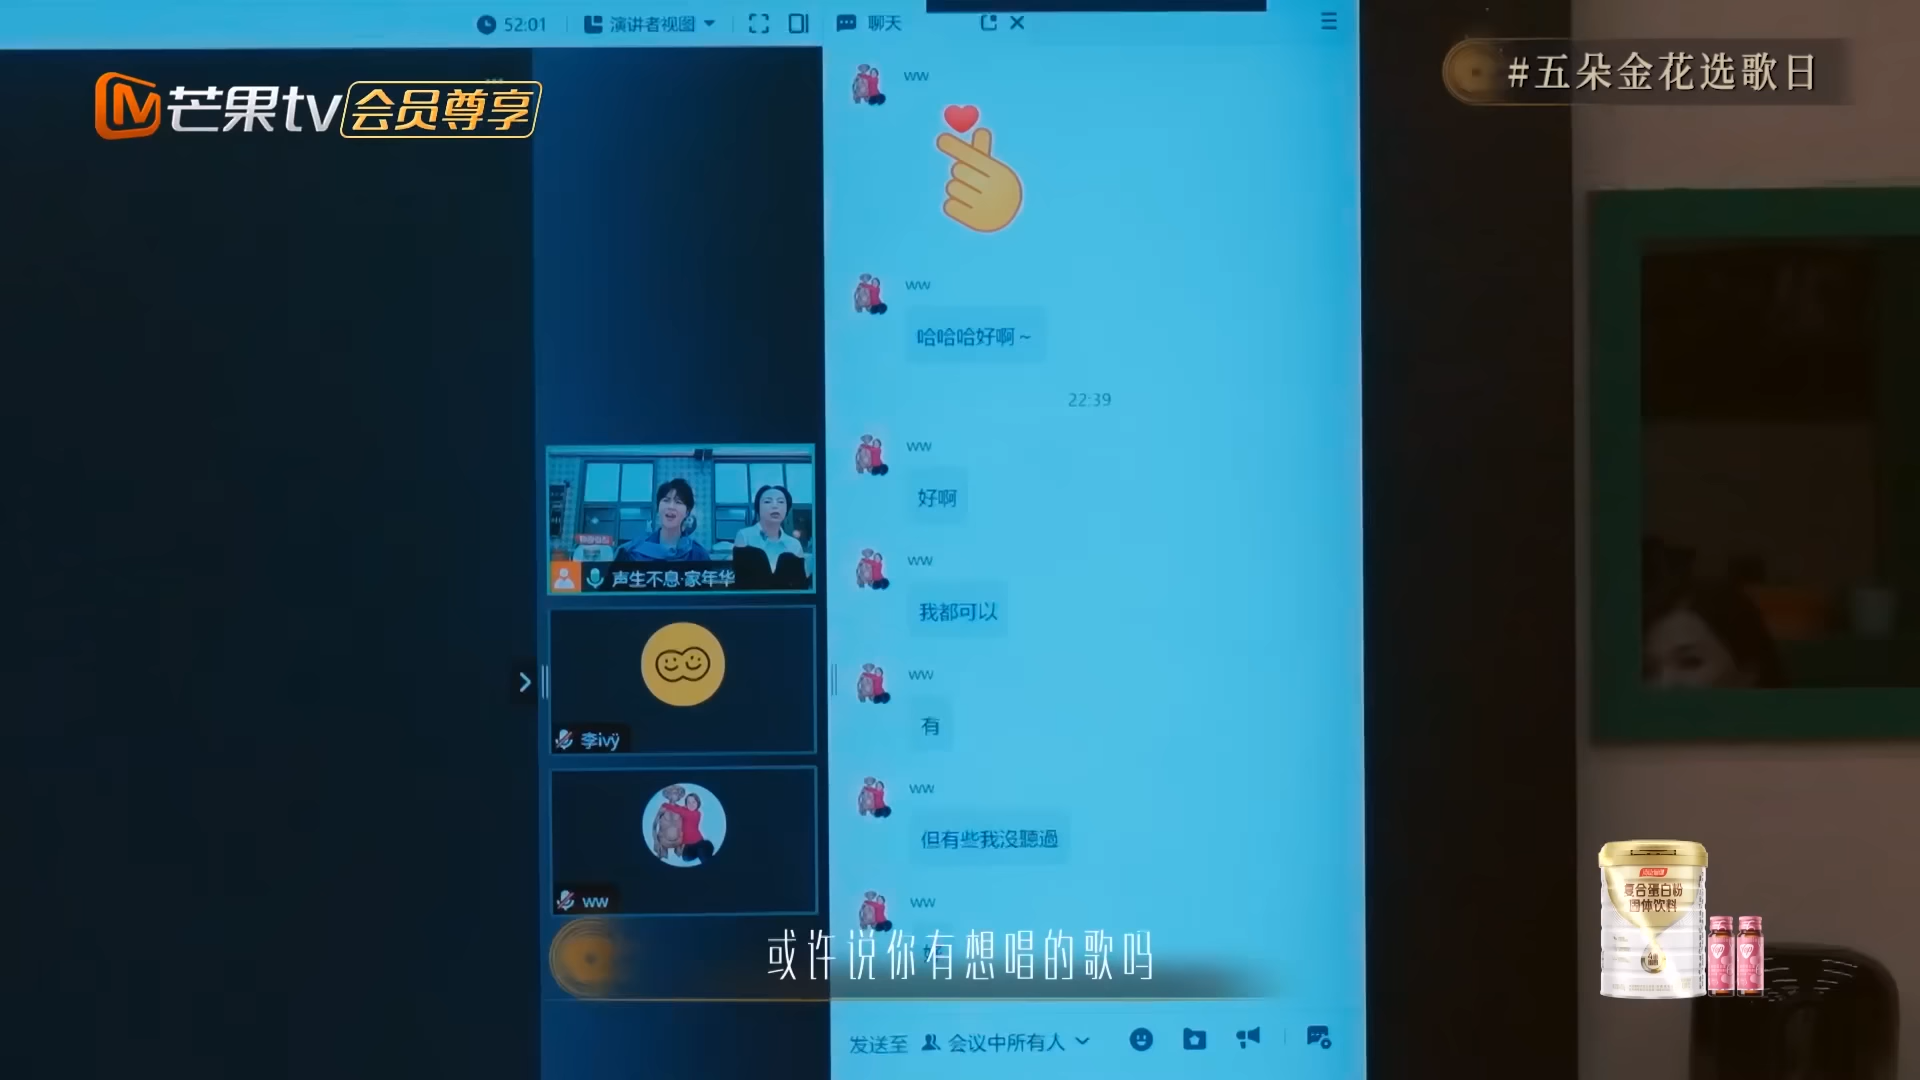 52:01
演讲者视图
聊天
芒果tv会员尊享
#五朵金花选歌日
ww
ww
哈哈哈好啊~
22:39
ww
好啊
ww
我都可以
ww
有
ww
但有些我沒聽過
ww
声生不息·家年华
李ivÿ
ww
或许说你有想唱的歌吗
复合蛋白粉
固体饮料
发送至
会议中所有人